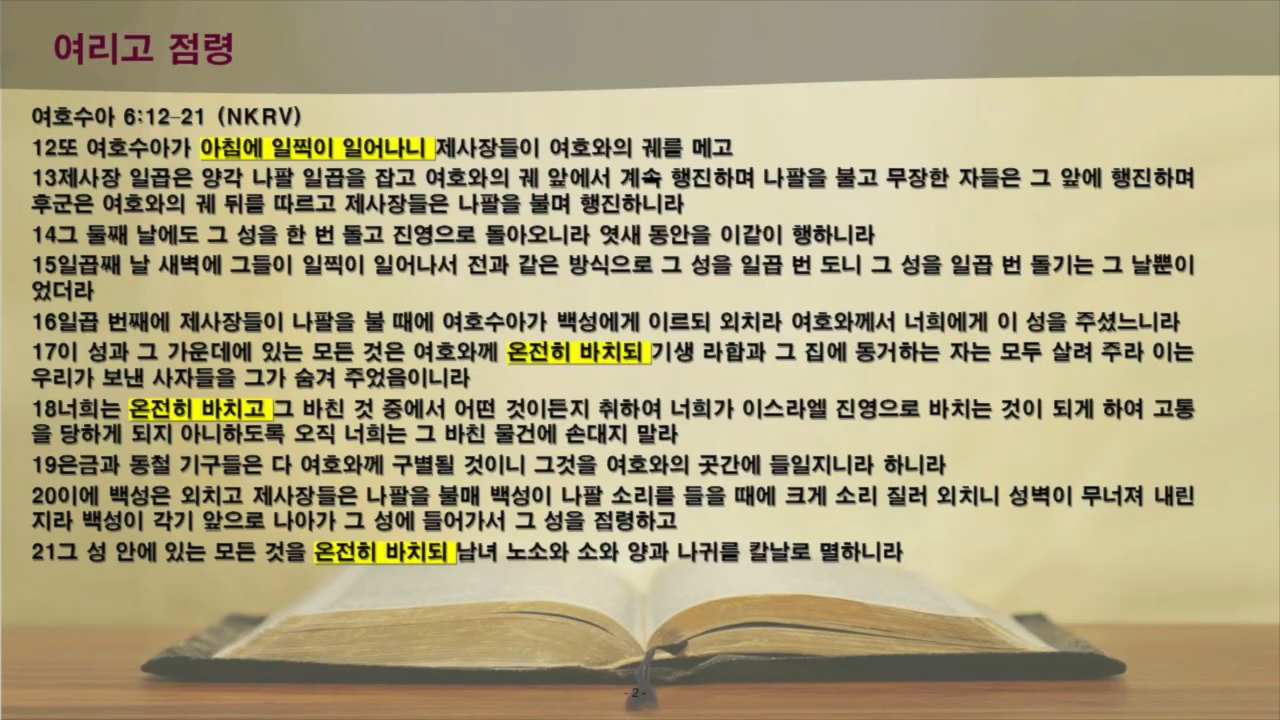 여리고 점령
여호수아 6:12-21 (NKRV)
12또 여호수아가 아침에 일찍이 일어나니 제사장들이 여호와의 궤를 메고
13제사장 일곱은 양각 나팔 일곱을 잡고 여호와의 궤 앞에서 계속 행진하며 나팔을 불고 무장한 자들은 그 앞에 행진하며
후군은 여호와의 궤 뒤를 따르고 제사장들은 나팔을 불며 행진하니라
14그 둘째 날에도 그 성을 한 번 돌고 진영으로 돌아오니라 엿새 동안을 이같이 행하니라
15일곱째 날 새벽에 그들이 일찍이 일어나서 전과 같은 방식으로 그 성을 일곱 번 도니 그 성을 일곱 번 돌기는 그 날뿐이
었더라
16일곱 번째에 제사장들이 나팔을 불 때에 여호수아가 백성에게 이르되 외치라 여호와께서 너희에게 이 성을 주셨느니라
17이 성과 그 가운데에 있는 모든 것은 여호와께 온전히 바치되 기생 라합과 그 집에 동거하는 자는 모두 살려 주라 이는
우리가 보낸 사자들을 그가 숨겨 주었음이니라
18너희는 온전히 바치고 그 바친 것 중에서 어떤 것이든지 취하여 너희가 이스라엘 진영으로 바치는 것이 되게 하여 고통
을 당하게 되지 아니하도록 오직 너희는 그 바친 물건에 손대지 말라
19은금과 동철 기구들은 다 여호와께 구별될 것이니 그것을 여호와의 곳간에 들일지니라 하니라
20이에 백성은 외치고 제사장들은 나팔을 불매 백성이 나팔 소리를 들을 때에 크게 소리 질러 외치니 성벽이 무너져 내린
지라 백성이 각기 앞으로 나아가 그 성에 들어가서 그 성을 점령하고
21그 성 안에 있는 모든 것을 온전히 바치되 남녀 노소와 소와 양과 나귀를 칼날로 멸하니라
- 2 -